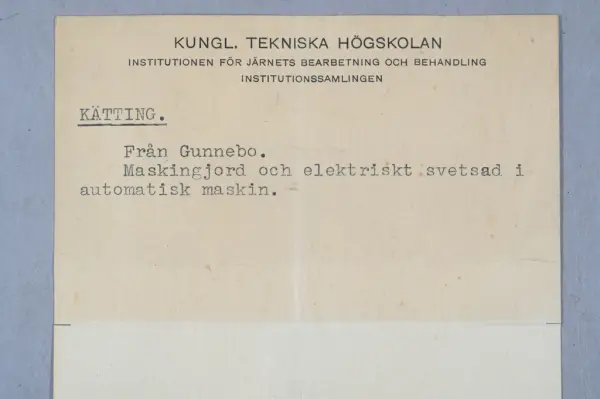 KUNGL. TEKNISKA HÖGSKOLAN
INSTITUTIONEN FÖR JÄRNETS BEARBETNING OCH BEHANDLING
INSTITUTIONSSAMLINGEN
KÄTTING.
Från Gunnebo.
Maskingjord och elektriskt svetsad i
automatisk maskin.